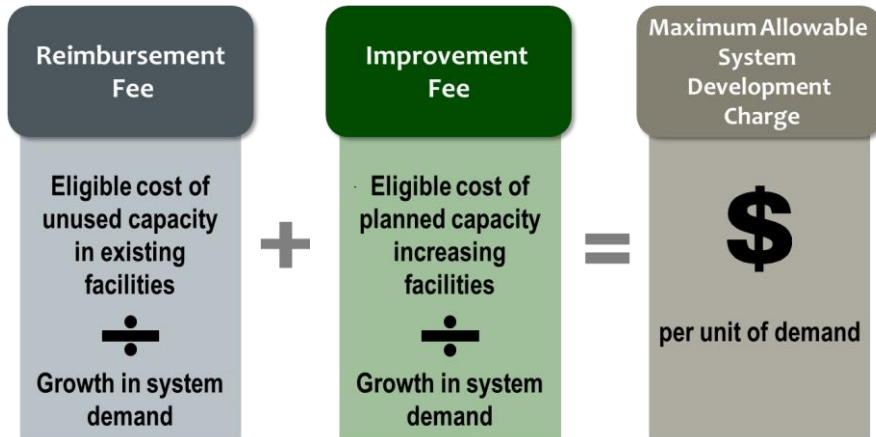 Reimbursement
Fee
Eligible cost of
unused capacity
in existing
facilities
÷
Growth in system
demand
+
Improvement
Fee
Eligible cost of
planned capacity
increasing
facilities
÷
Growth in system
demand
=
Maximum Allowable
System
Development
Charge
$
per unit of demand